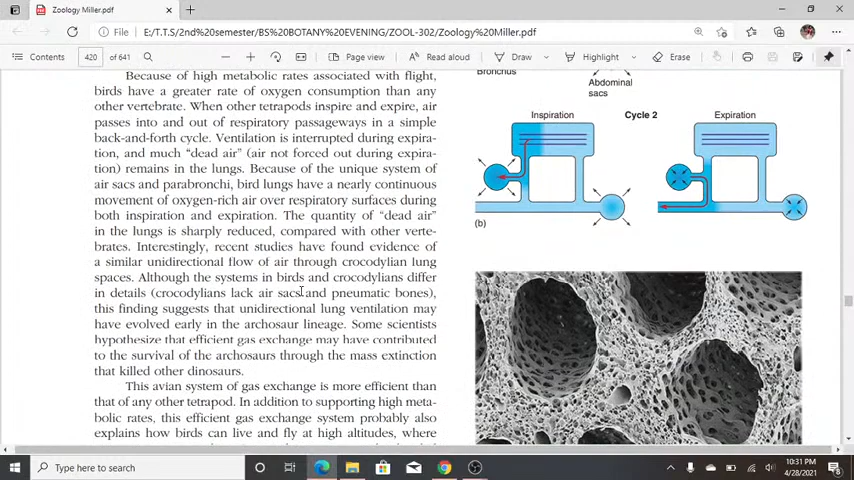 Zoology Miller.pdf
E:/T.T.S/2nd%20semester/BS%20BOTANY%20EVENING/ZOOL-302/Zoology%20Miller.pdf
Contents
420
of 641
Page view
Read aloud
Draw
Highlight
Erase
Because of high metabolic rates associated with flight,
birds have a greater rate of oxygen consumption than any
other vertebrate. When other tetrapods inspire and expire, air
passes into and out of respiratory passageways in a simple
back-and-forth cycle. Ventilation is interrupted during expira-
tion, and much "dead air" (air not forced out during expira-
tion) remains in the lungs. Because of the unique system of
air sacs and parabronchi, bird lungs have a nearly continuous
movement of oxygen-rich air over respiratory surfaces during
both inspiration and expiration. The quantity of "dead air"
in the lungs is sharply reduced, compared with other verte-
brates. Interestingly, recent studies have found evidence of
a similar unidirectional flow of air through crocodylian lung
spaces. Although the systems in birds and crocodylians differ
in details (crocodylians lack air sacs and pneumatic bones),
this finding suggests that unidirectional lung ventilation may
have evolved early in the archosaur lineage. Some scientists
hypothesize that efficient gas exchange may have contributed
to the survival of the archosaurs through the mass extinction
that killed other dinosaurs.
This avian system of gas exchange is more efficient than
that of any other tetrapod. In addition to supporting high meta-
bolic rates, this efficient gas exchange system probably also
explains how birds can live and fly at high altitudes, where
Bronchus
Abdominal
sacs
Inspiration
Cycle 2
Expiration
(b)
Type here to search
10:31 PM
4/28/2021